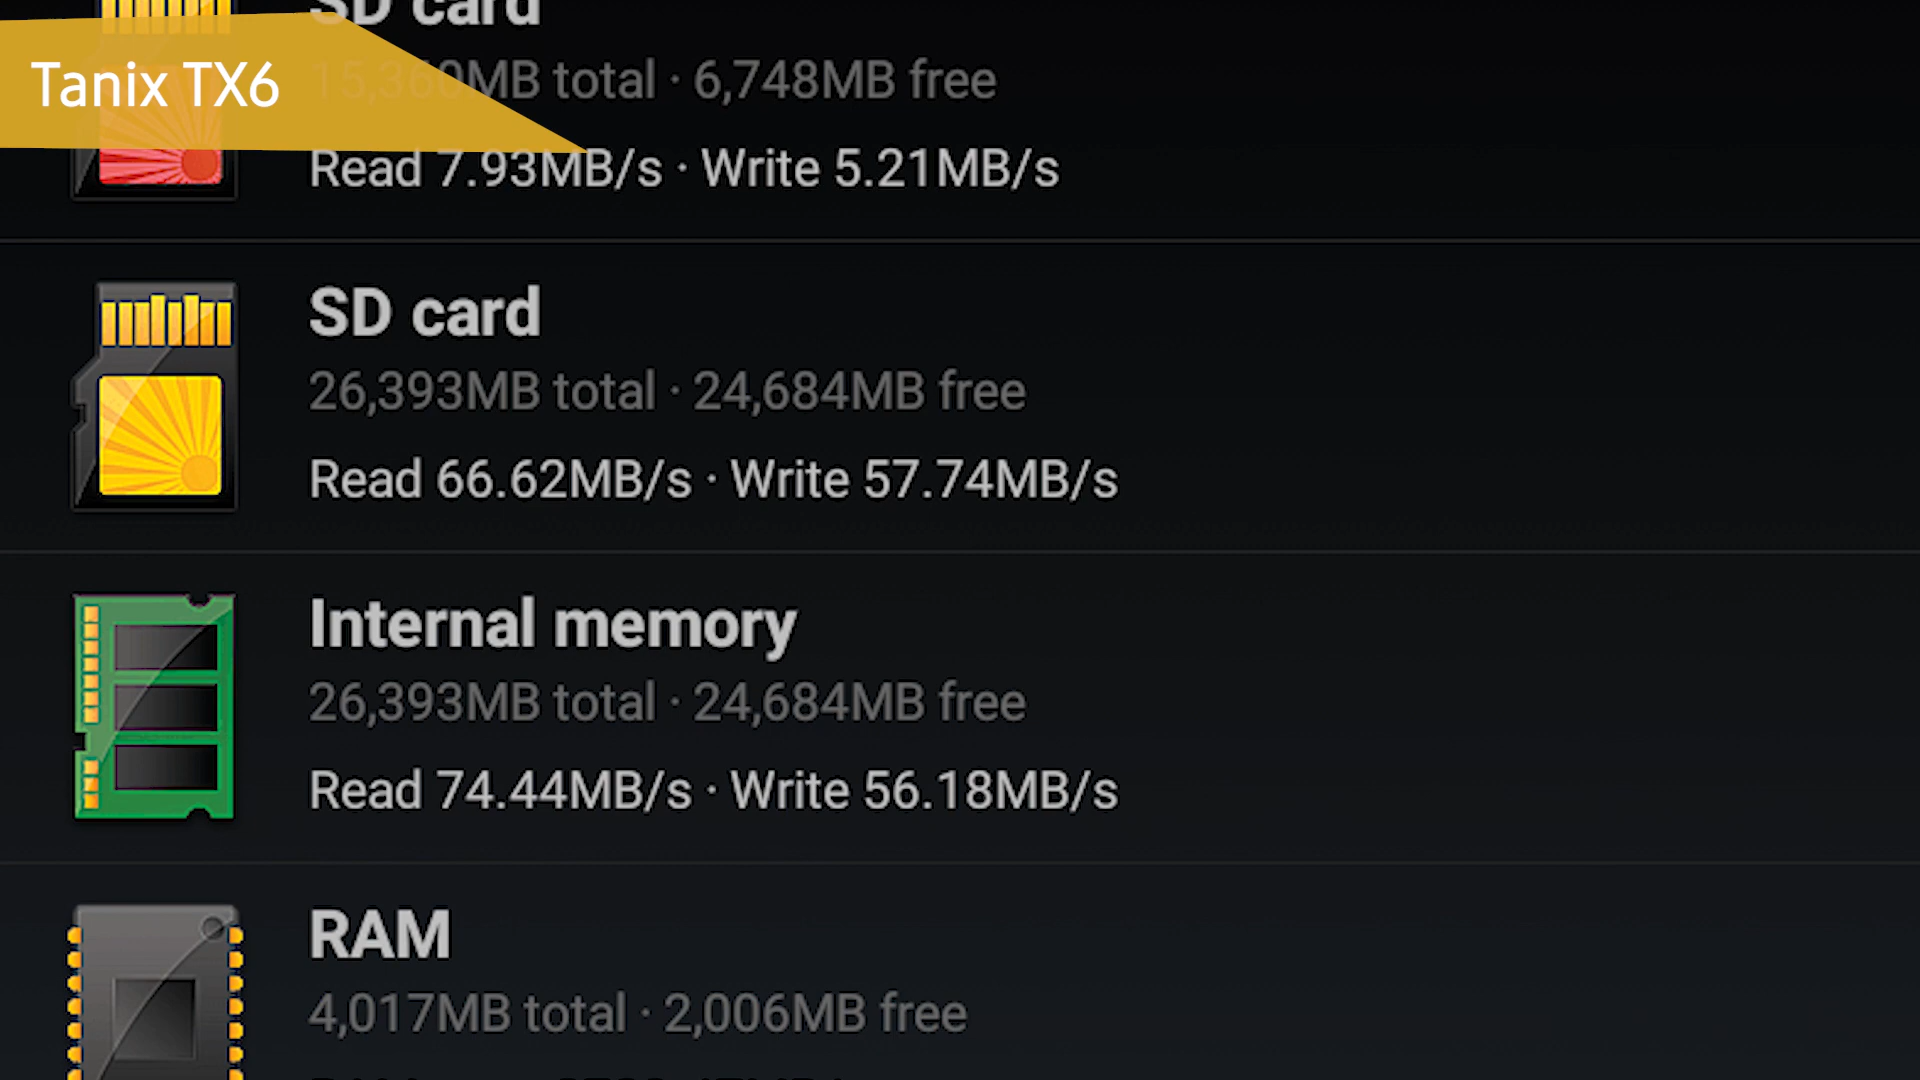 SD card
Tanix TX6
15,360MB total · 6,748MB free
Read 7.93MB/s · Write 5.21MB/s
SD card
26,393MB total · 24,684MB free
Read 66.62MB/s · Write 57.74MB/s
Internal memory
26,393MB total · 24,684MB free
Read 74.44MB/s · Write 56.18MB/s
RAM
4,017MB total · 2,006MB free